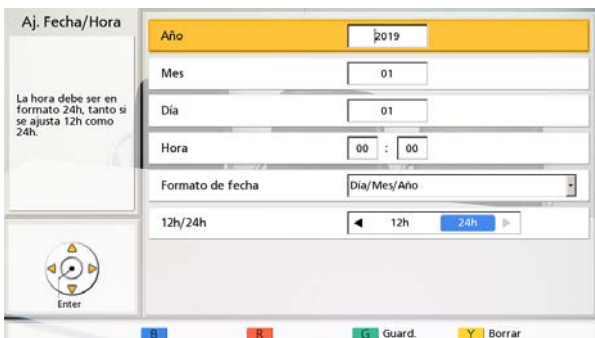 Aj. Fecha/Hora
La hora debe ser en
formato 24h, tanto si
se ajusta 12h como
24h.
Enter
Año 2019
Mes 01
Día 01
Hora 00 : 00
Formato de fecha Día/Mes/Año
12h/24h 12h 24h
B R G Guard. Y Borrar